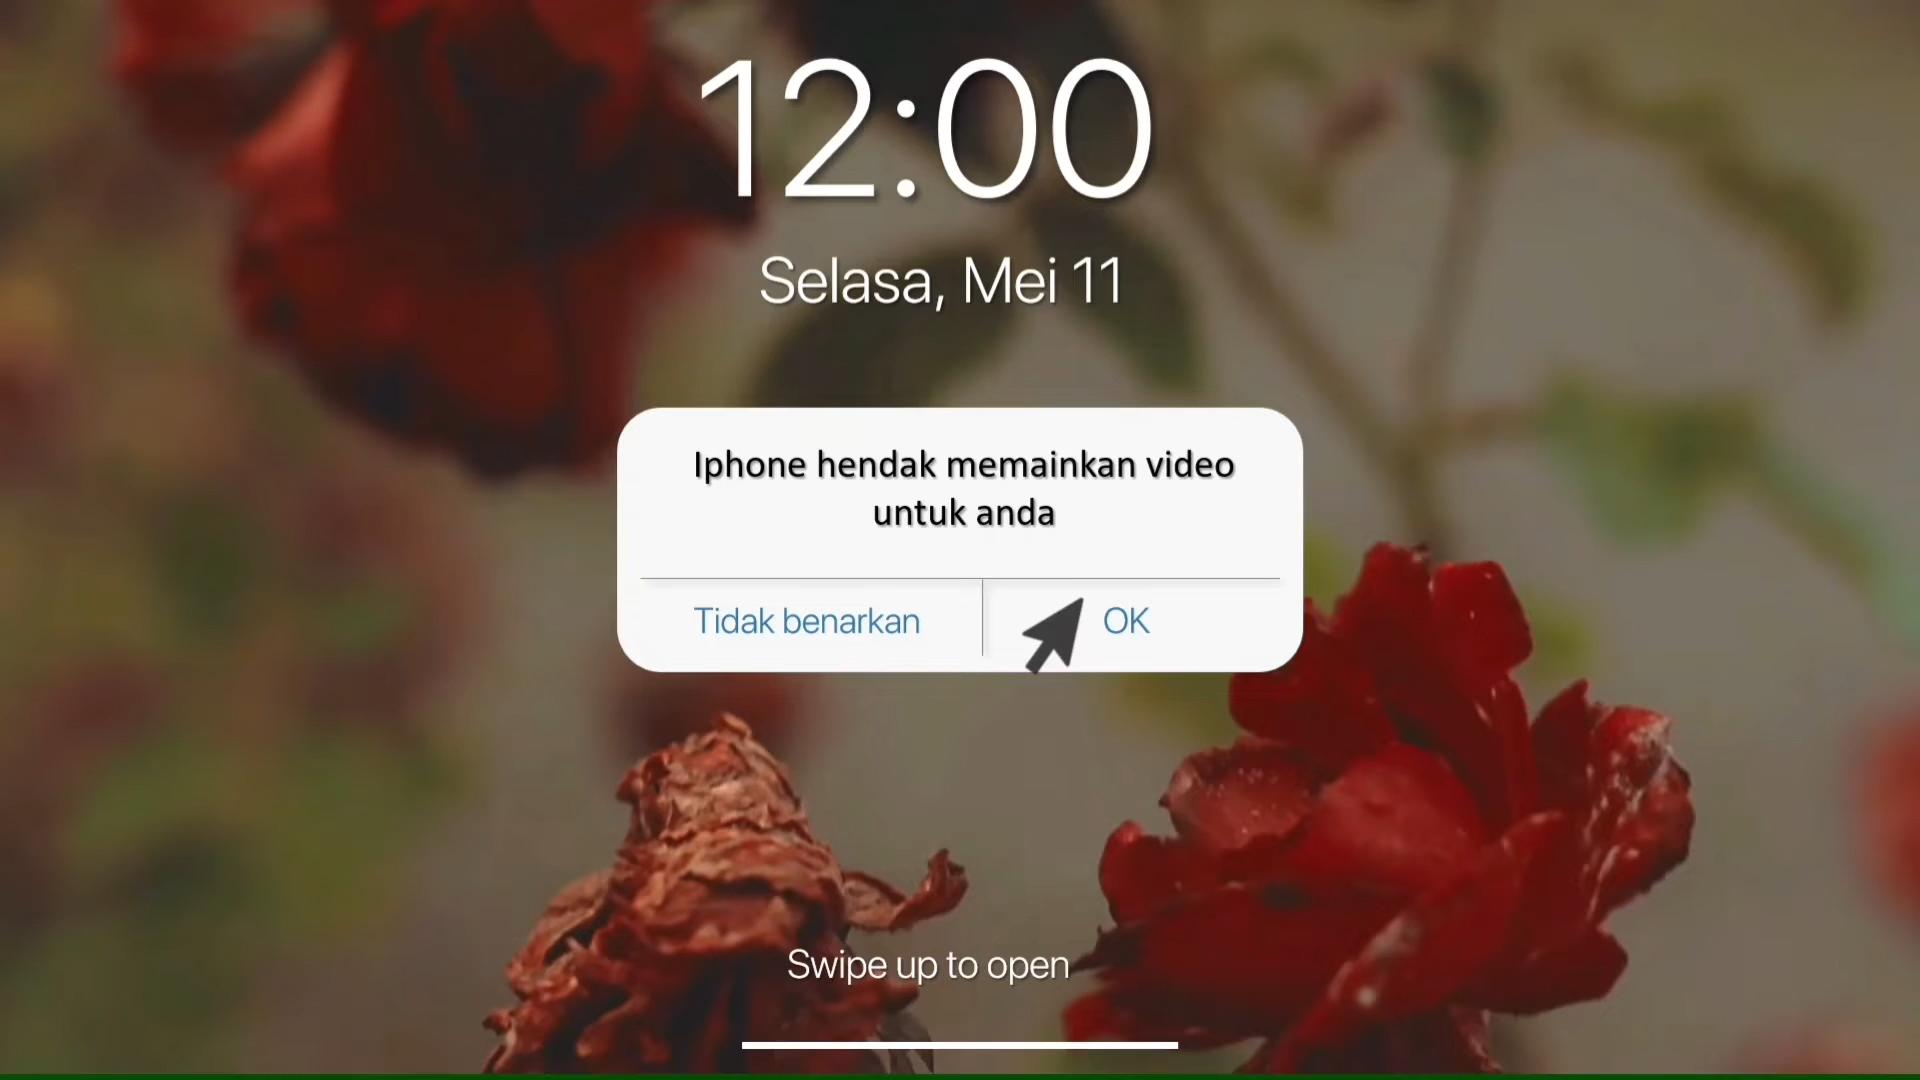 12:00
Selasa, Mei 11
Iphone hendak memainkan video
untuk anda
Tidak benarkan
OK
Swipe up to open